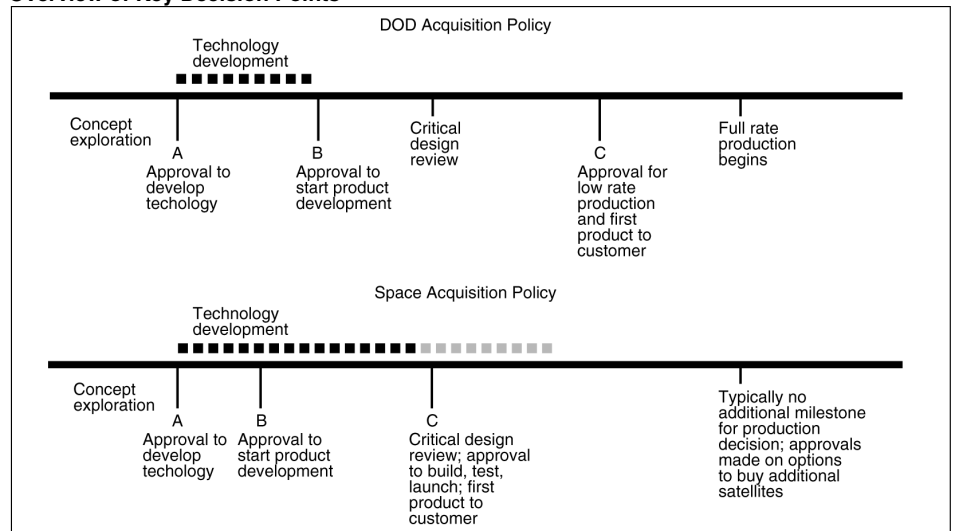 Overview of Key Decision Points
DOD Acquisition Policy
Technology
development
Concept
exploration
A
Approval to
develop
techology
B
Approval to
start product
development
Critical
design
review
C
Approval for
low rate
production
and first
product to
customer
Full rate
production
begins
Space Acquisition Policy
Technology
development
Concept
exploration
A
Approval to
develop
techology
B
Approval to
start product
development
C
Critical design
review; approval
to build, test,
launch; first
product to
customer
Typically no
additional milestone
for production
decision; approvals
made on options
to buy additional
satellites